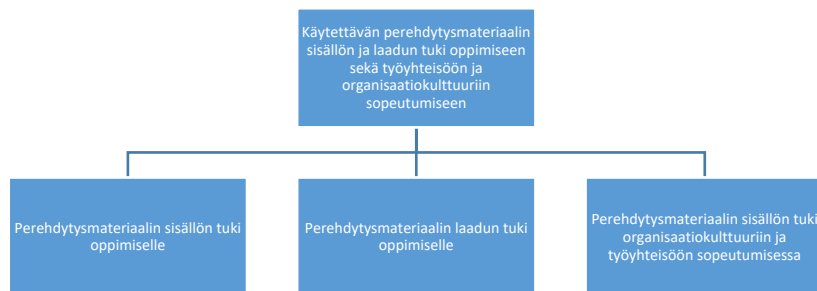 Käytettävän perehdytysmateriaalin
sisällön ja laadun tuki oppimiseen
sekä työyhteisöön ja
organisaatiokulttuuriin
sopeutumiseen
Perehdytysmateriaalin sisällön tuki
oppimiselle
Perehdytysmateriaalin laadun tuki
oppimiselle
Perehdytysmateriaalin sisällön tuki
organisaatiokulttuuriin ja
työyhteisöön sopeutumisessa